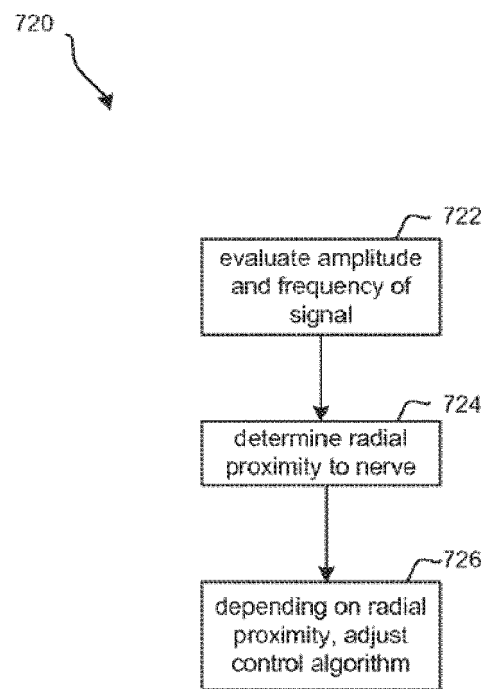 720
722
evaluate amplitude
and frequency of
signal
724
determine radial
proximity to nerve
726
depending on radial
proximity, adjust
control algorithm